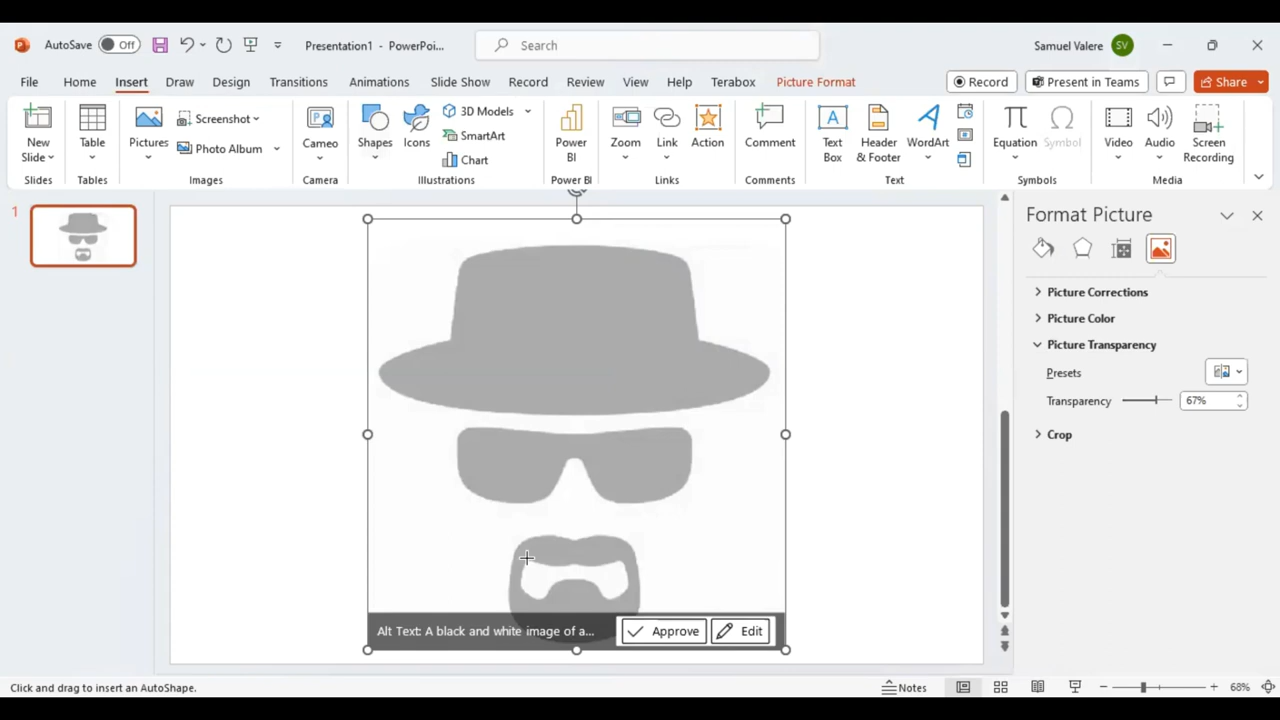 AutoSave Off Presentation1 - PowerPoi... Search Samuel Valere SV
File Home Insert Draw Design Transitions Animations Slide Show Record Review View Help Terabox Picture Format Record Present in Teams Share
New Slide Table Pictures Screenshot Photo Album Cameo Shapes Icons 3D Models SmartArt Chart Power BI Zoom Link Action Comment Text Box Header & Footer WordArt Equation Symbol Video Audio Screen Recording
Slides Tables Images Camera Illustrations Power BI Links Comments Text Symbols Media
1
Format Picture
Picture Corrections
Picture Color
Picture Transparency
Presets
Transparency 67%
Crop
Alt Text: A black and white image of a... Approve Edit
Click and drag to insert an AutoShape. Notes 68%